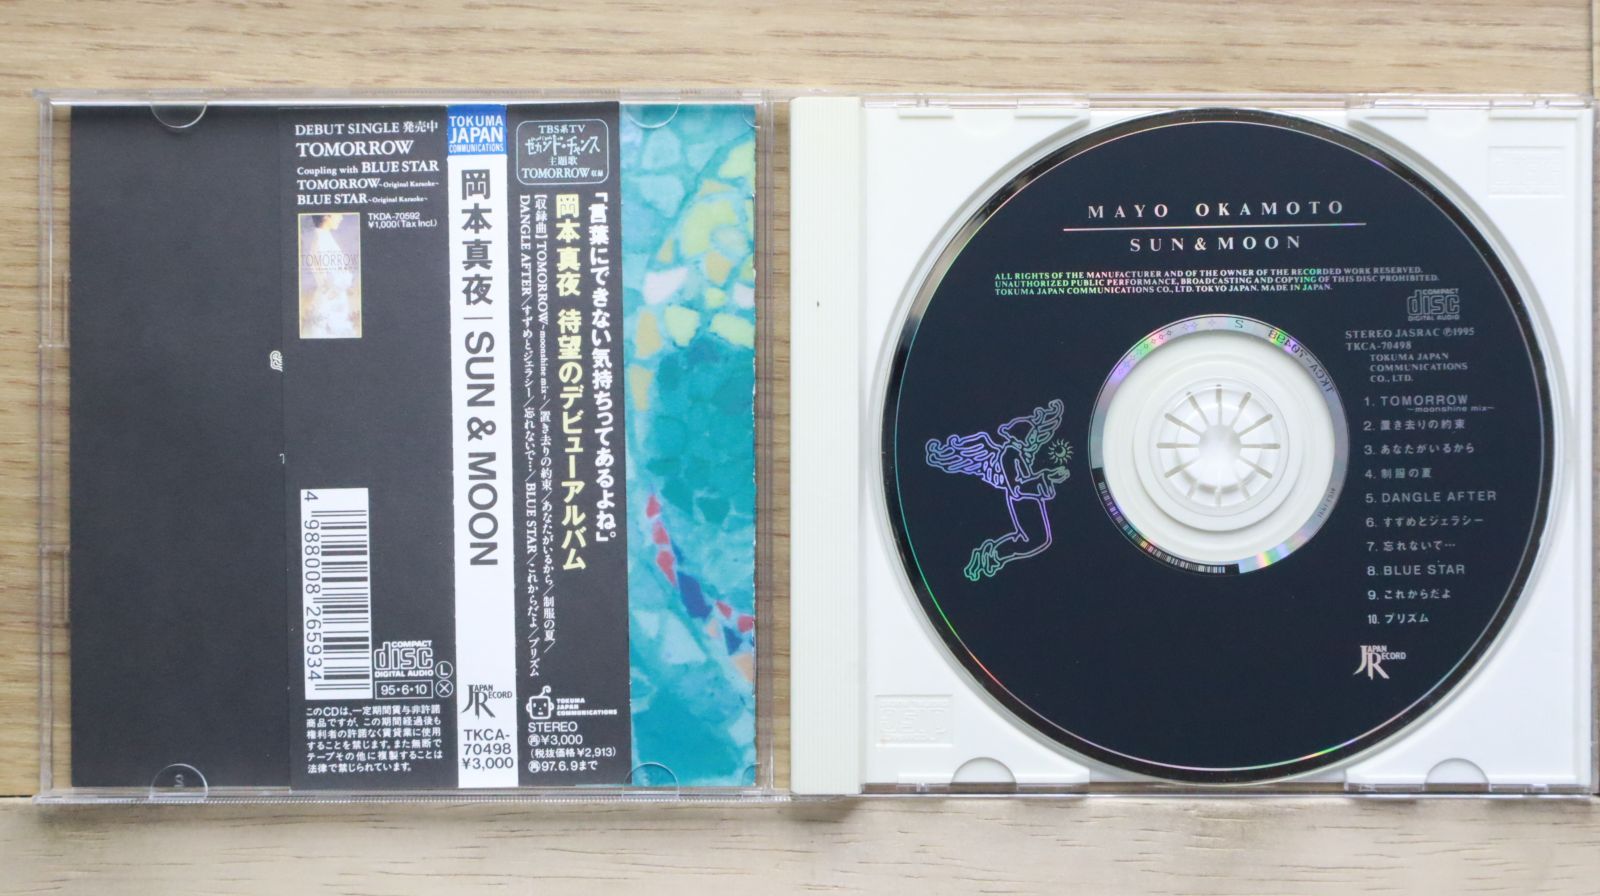 DEBUT SINGLE 発売中
TOMORROW
Coupling with BLUE STAR
TOMORROW~Original Karaoke~
BLUE STAR~Original Karaoke~
TKDA-70592
¥1,000(Tax Incl.)
TOMORROW
4 988008 265934
COMPACT
disc
DIGITAL AUDIO
L
X
95・6・10
このCDは、一定期間貸与非許諾
商品ですが、この期間経過後も
権利者の許諾なく賃貸業に使用
することを禁じます。また無断で
テープその他に複製することは
法律で禁じられています。
TOKUMA
JAPAN
COMMUNICATIONS
岡本真夜|SUN & MOON
JAPAN
RECORD
TKCA-
70498
¥3,000
TBS系TV
セカンド・チャンス
主題歌
TOMORROW収録
「言葉にできない気持ちってあるよね」。
岡本真夜 待望のデビューアルバム
【収録曲】TOMORROW~moonshine mix~/置き去りの約束/あなたがいるから/制服の夏/
DANGLE AFTER/すずめとジェラシー/忘れないで…/BLUE STAR/これからだよ/プリズム
TOKUMA
JAPAN
COMMUNICATIONS
STEREO
再¥3,000
(税抜価格¥2,913)
再97.6.9まで
MAYO OKAMOTO
SUN & MOON
ALL RIGHTS OF THE MANUFACTURER AND OF THE OWNER OF THE RECORDED WORK RESERVED.
UNAUTHORIZED PUBLIC PERFORMANCE, BROADCASTING AND COPYING OF THIS DISC PROHIBITED.
TOKUMA JAPAN COMMUNICATIONS CO., LTD. TOKYO JAPAN. MADE IN JAPAN.
COMPACT
disc
DIGITAL AUDIO
STEREO JASRAC ℗1995
TKCA-70498
TOKUMA JAPAN
COMMUNICATIONS
CO., LTD.
1. TOMORROW
~moonshine mix~
2. 置き去りの約束
3. あなたがいるから
4. 制服の夏
5. DANGLE AFTER
6. すずめとジェラシー
7. 忘れないで…
8. BLUE STAR
9. これからだよ
10. プリズム
JAPAN
RECORD
TKCA-70498